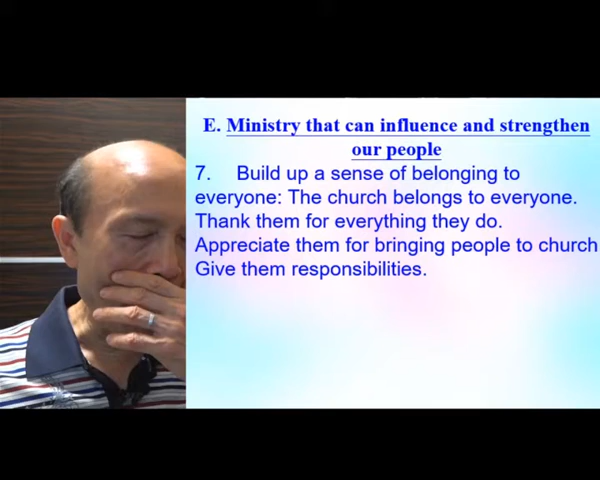 E. Ministry that can influence and strengthen
our people
7. Build up a sense of belonging to
everyone: The church belongs to everyone.
Thank them for everything they do.
Appreciate them for bringing people to church
Give them responsibilities.